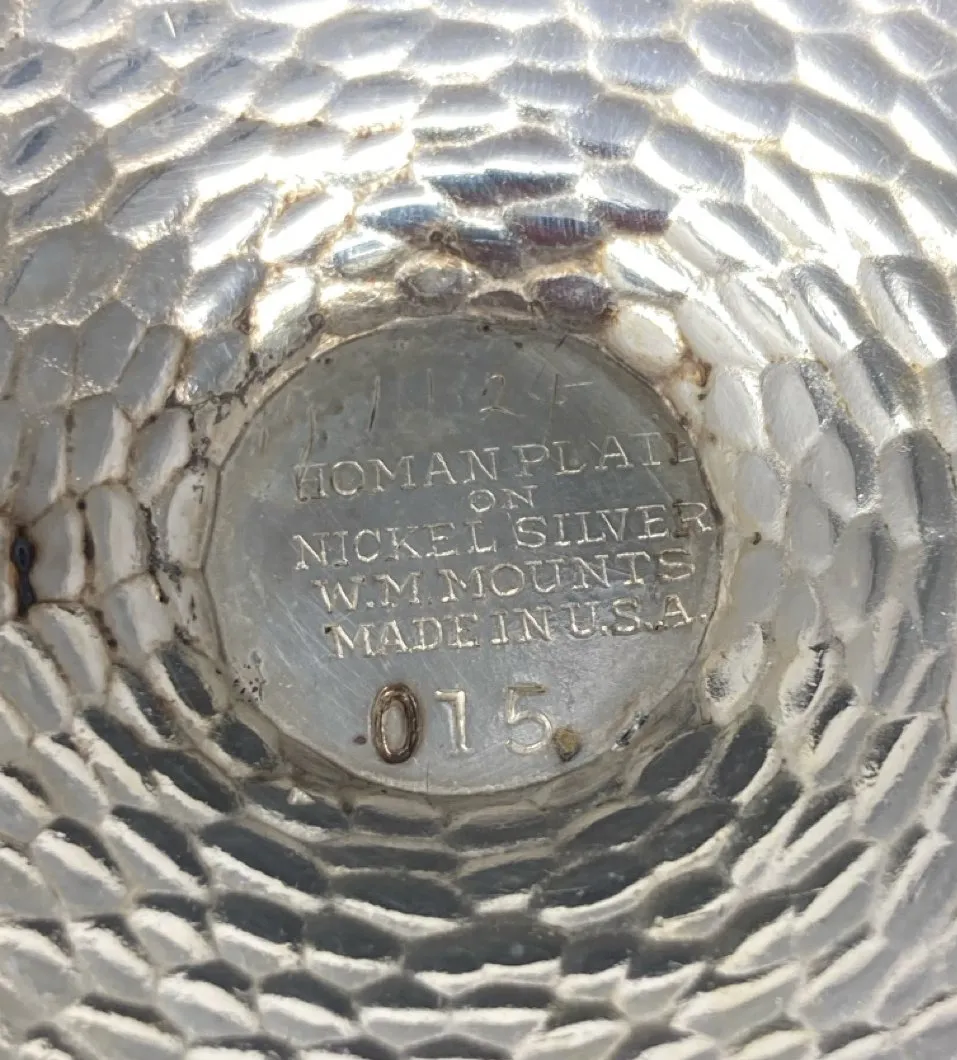 HOMAN PLATE
ON
NICKEL SILVER
W.M. MOUNTS
MADE IN U.S.A.
015